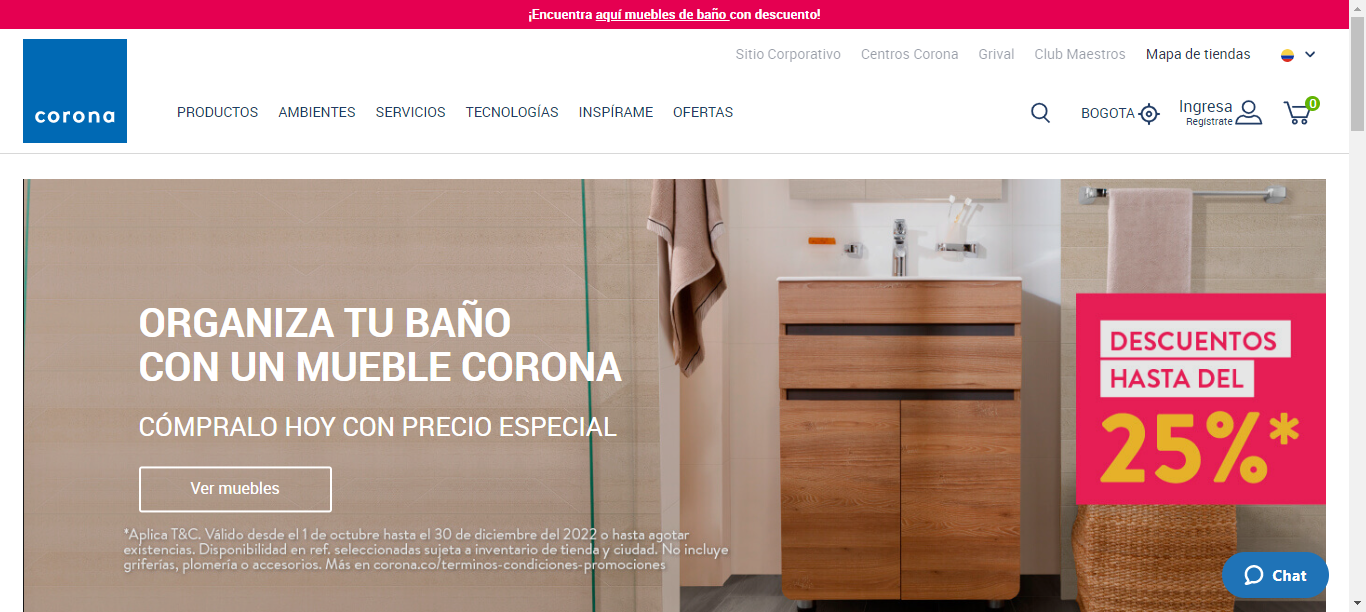 ¡Encuentra aquí muebles de baño con descuento!
Sitio Corporativo Centros Corona Grival Club Maestros Mapa de tiendas
corona
PRODUCTOS AMBIENTES SERVICIOS TECNOLOGÍAS INSPÍRAME OFERTAS
BOGOTA
Ingresa
Regístrate
0
ORGANIZA TU BAÑO
CON UN MUEBLE CORONA
CÓMPRALO HOY CON PRECIO ESPECIAL
Ver muebles
*Aplica T&C. Válido desde el 1 de octubre hasta el 30 de diciembre del 2022 o hasta agotar
existencias. Disponibilidad en ref. seleccionadas sujeta a inventario de tienda y ciudad. No incluye
griferías, plomería o accesorios. Más en corona.co/terminos-condiciones-promociones
DESCUENTOS
HASTA DEL
25%*
Chat